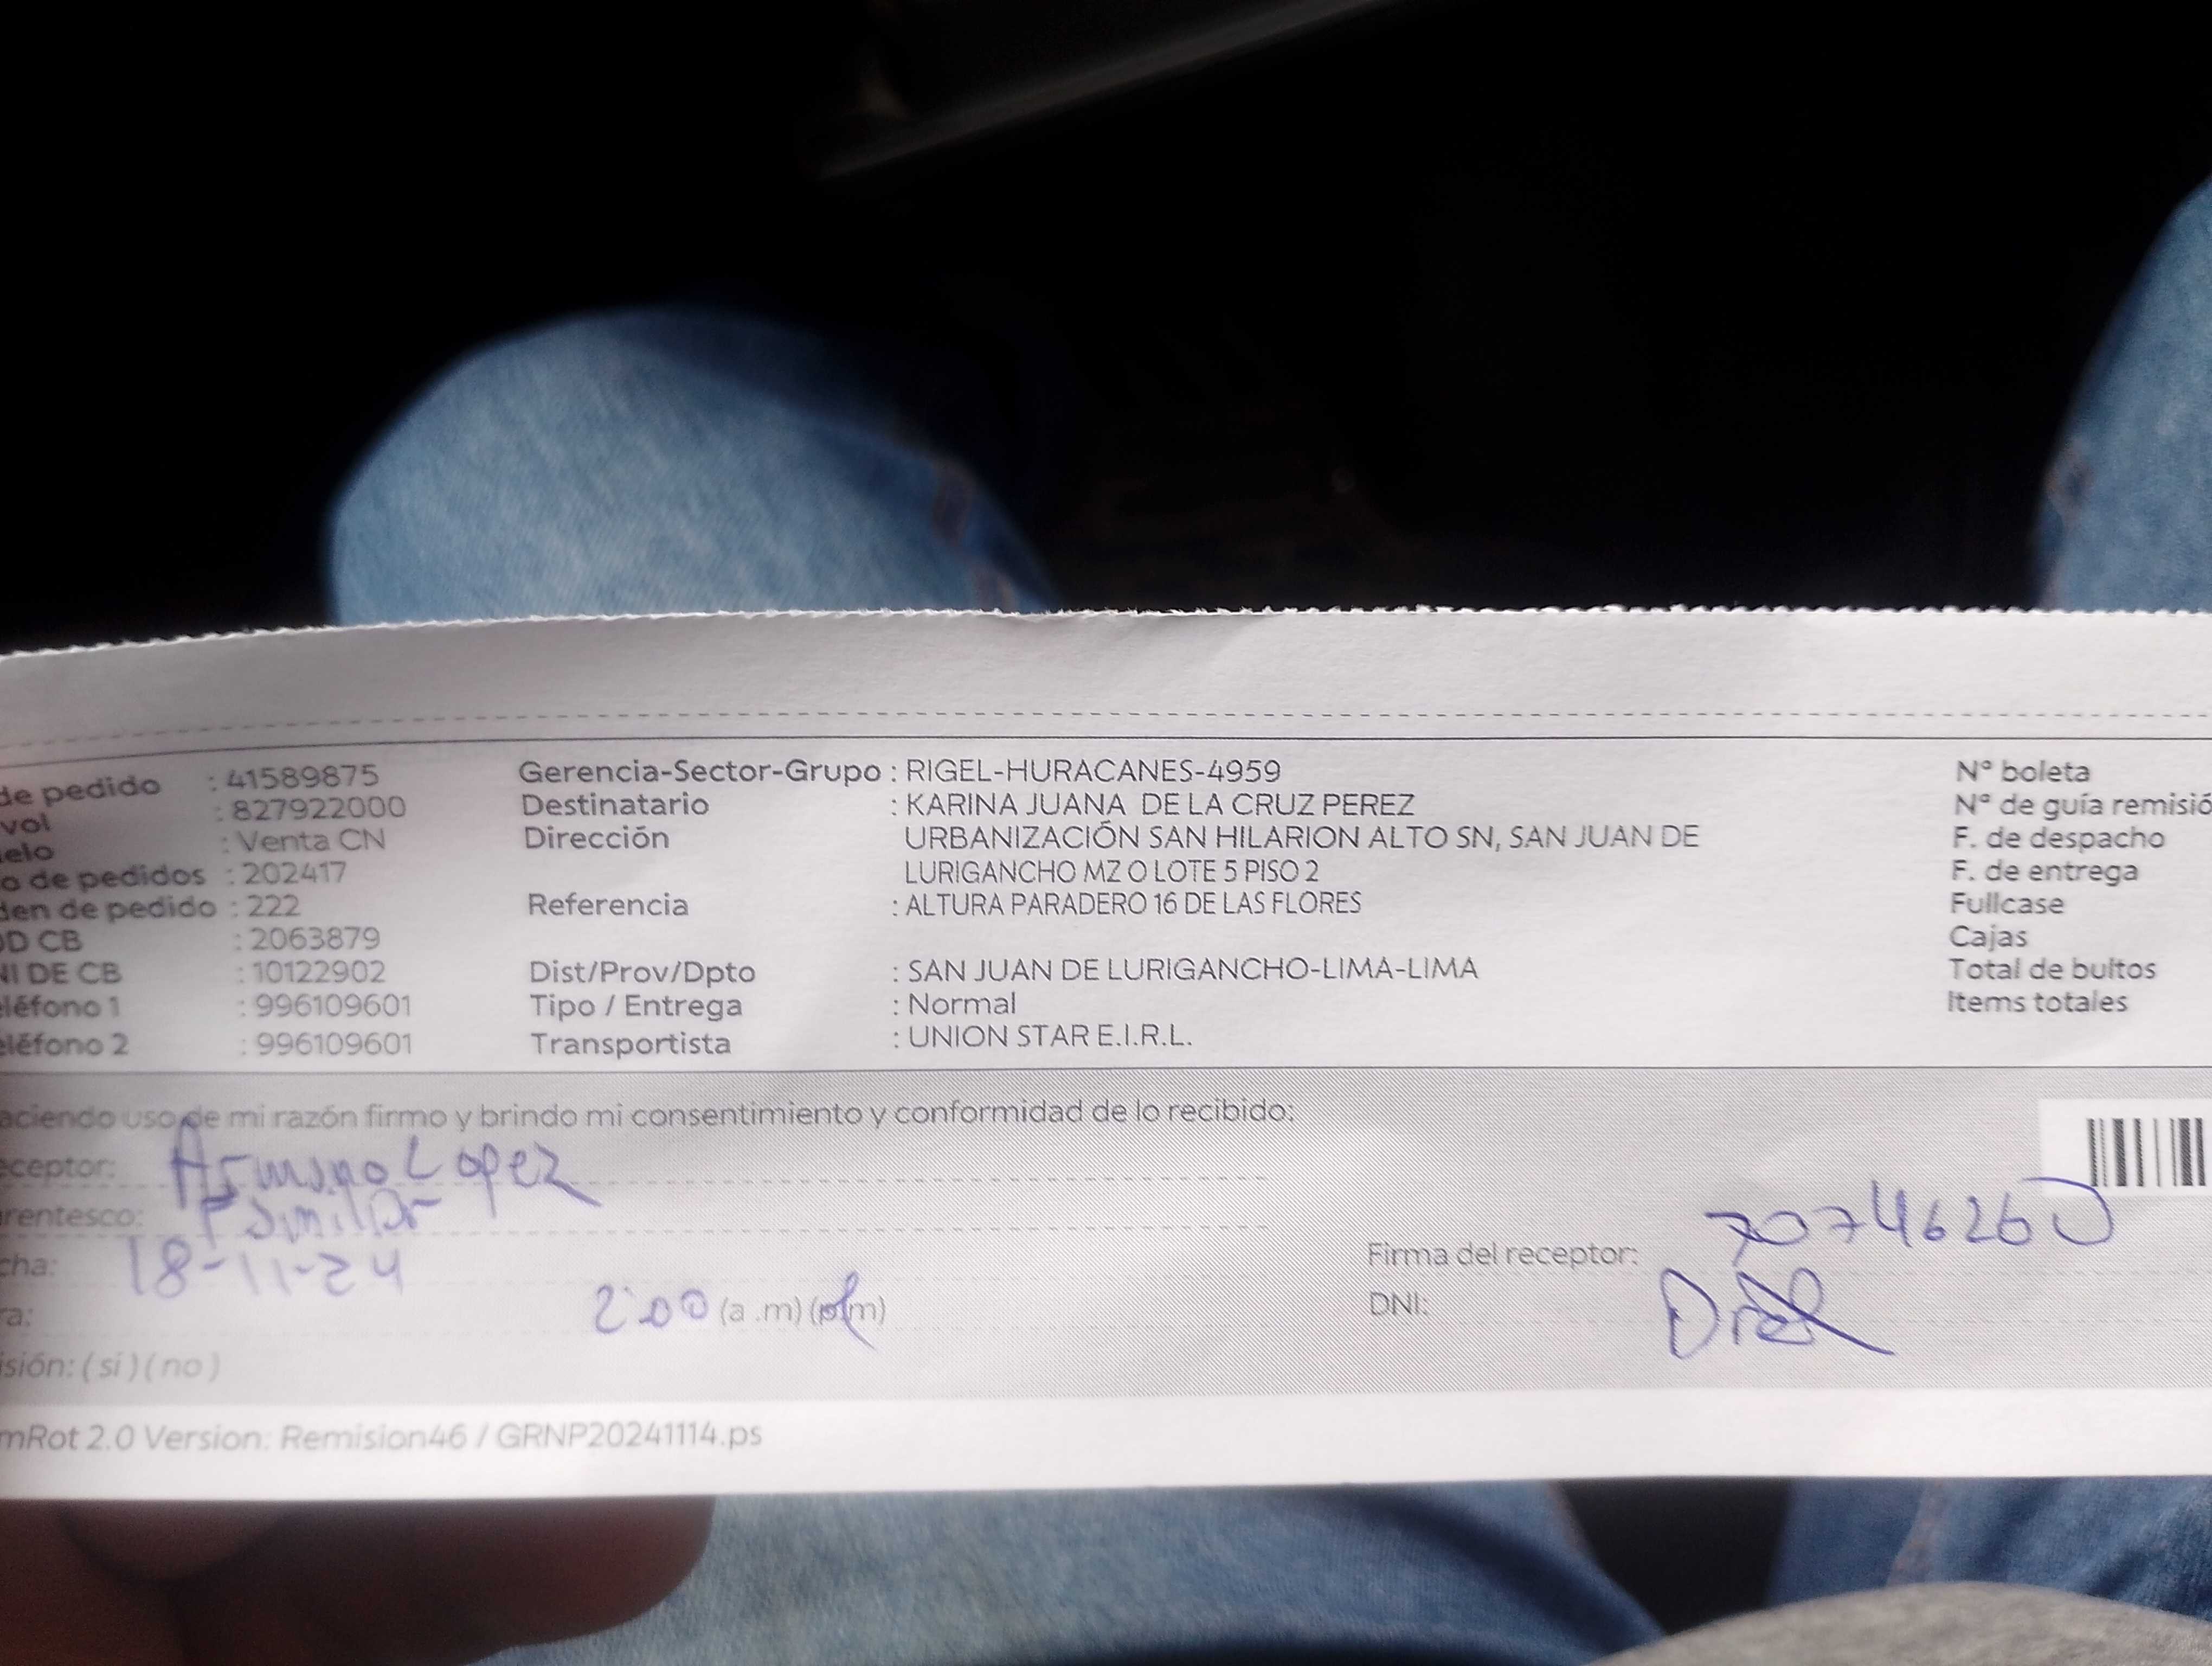 de pedido : 41589875 Gerencia-Sector-Grupo : RIGEL-HURACANES-4959 N° boleta
vol : 827922000 Destinatario : KARINA JUANA DE LA CRUZ PEREZ N° de guía remisió
elo : Venta CN Dirección URBANIZACIÓN SAN HILARION ALTO SN, SAN JUAN DE F. de despacho
o de pedidos : 202417 LURIGANCHO MZ O LOTE 5 PISO 2 F. de entrega
den de pedido : 222 Referencia : ALTURA PARADERO 16 DE LAS FLORES Fullcase
OD CB : 2063879 Cajas
NI DE CB : 10122902 Dist/Prov/Dpto : SAN JUAN DE LURIGANCHO-LIMA-LIMA Total de bultos
eléfono 1 : 996109601 Tipo / Entrega : Normal Items totales
eléfono 2 : 996109601 Transportista : UNION STAR E.I.R.L.
aciendo uso de mi razón firmo y brindo mi consentimiento y conformidad de lo recibido:
eceptor: Lopez
rentesco: Familiar
cha: 18-11-24 Firma del receptor: 70746260
ra: 2:00 (a .m) (p.m) DNI:
isión: ( sí ) ( no )
mRot 2.0 Version: Remision46 / GRNP20241114.ps